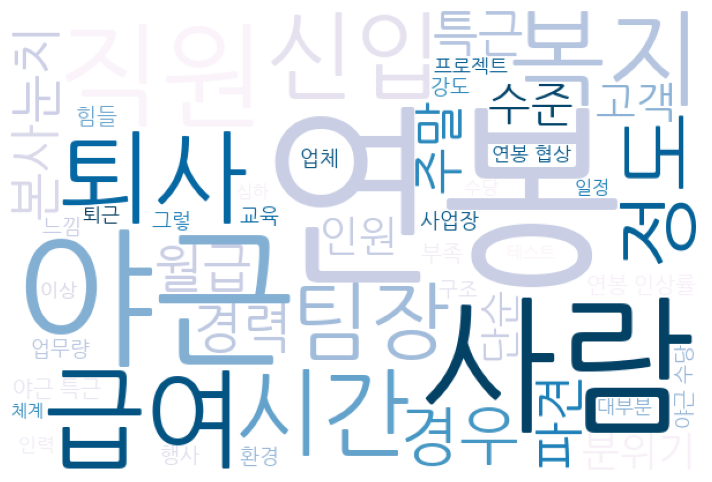 본사눈치
직원
신입
특근
복지
프로젝트
강도
힘들
수준
고객
연봉
주말
업체
연봉 협상
정도
퇴사
심하
수당
일정
퇴근
그렇
교육
사업장
느낌
인원
부족
테스트
야근
월급
이상
경력
팀장
구조
단순
연봉 인상률
사람
업무량
야근 특근
급여
시간
경우
파견
대부분
야근 수당
체계
인력
행사
환경
분위기